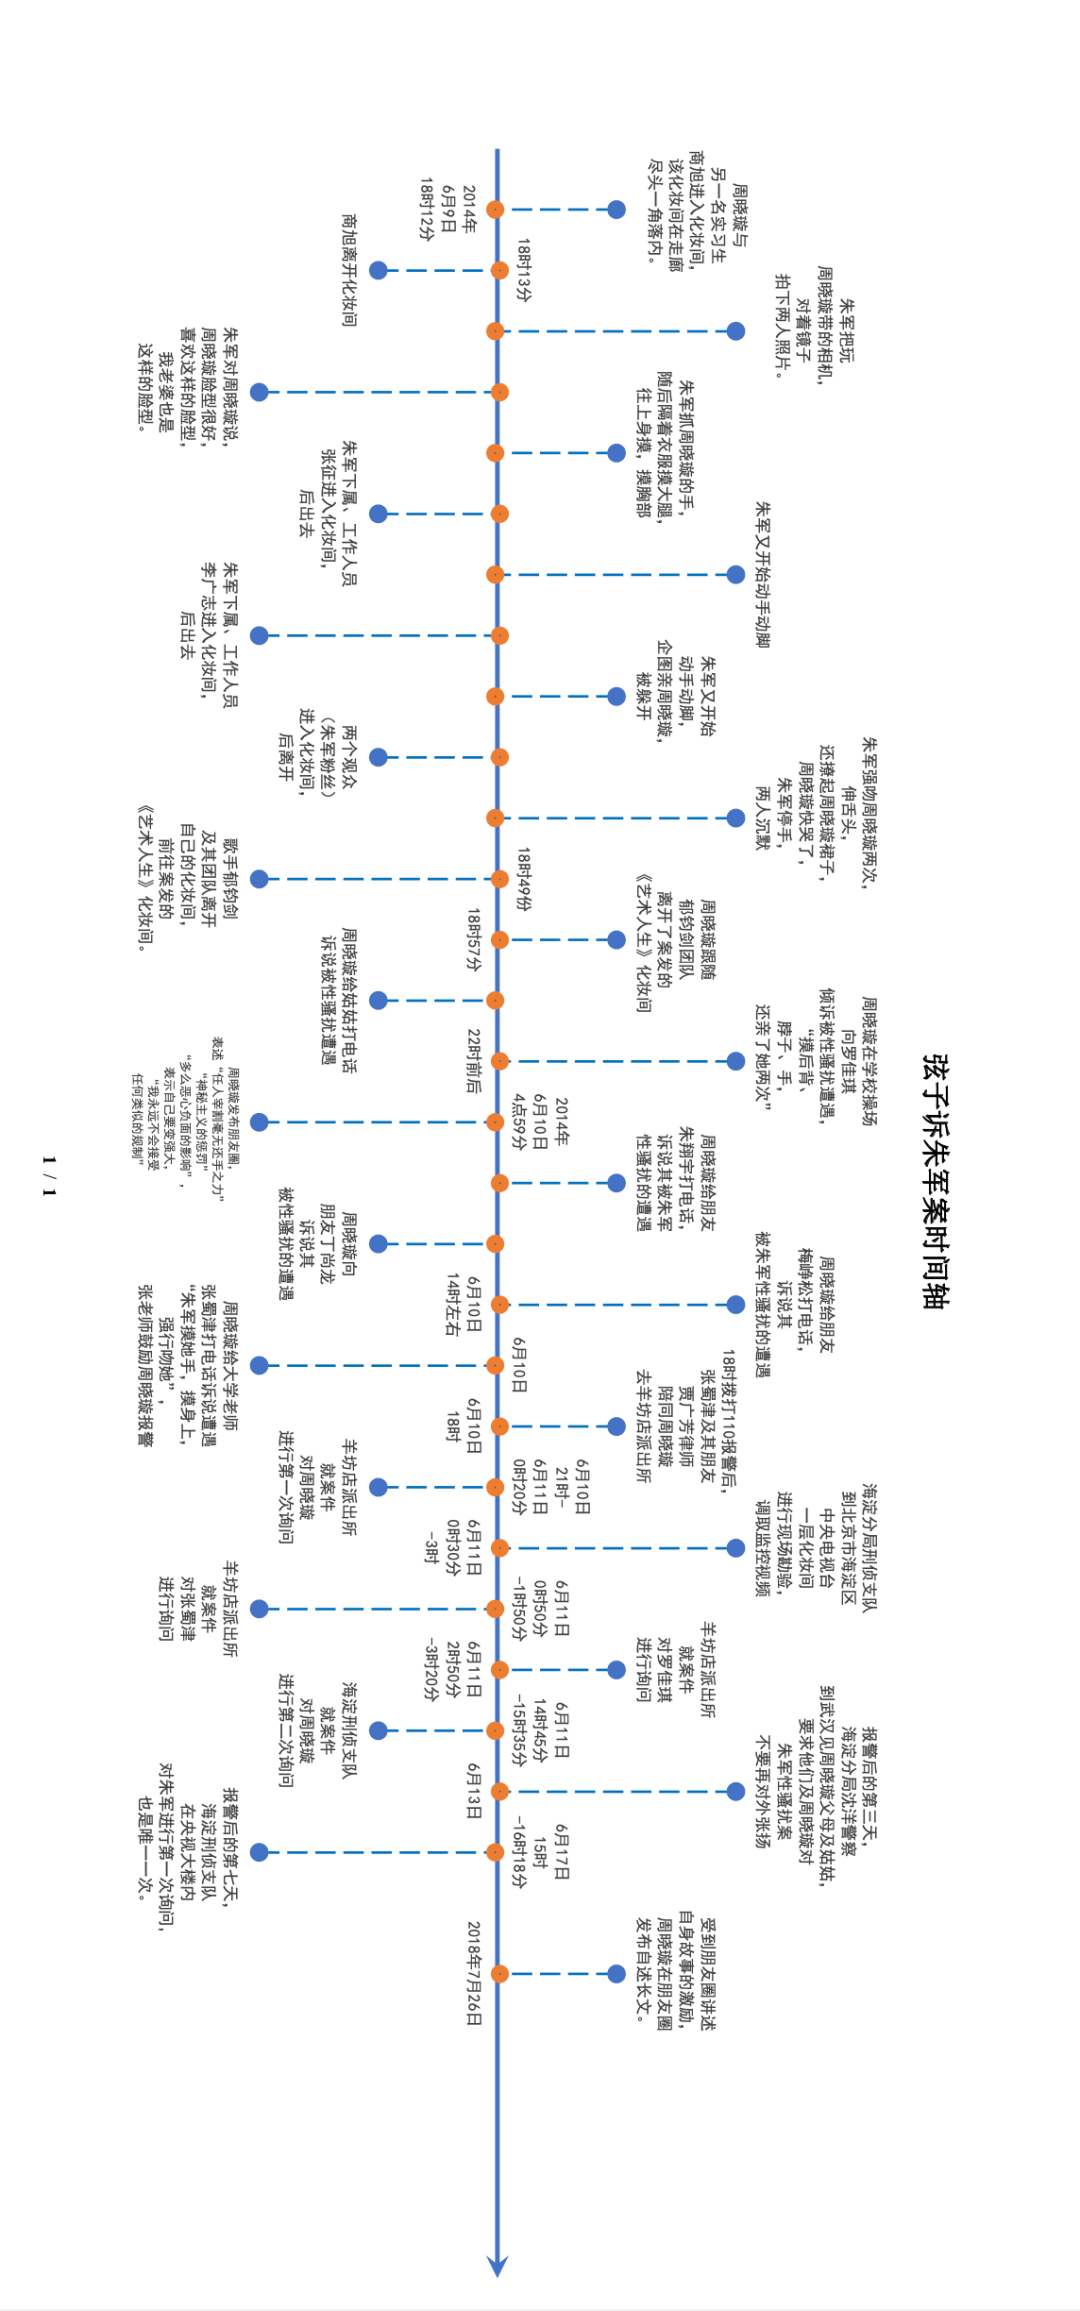 弦子诉朱军案时间轴
2014年
6月9日
18时12分
周晓璇与
另一名实习生
商旭进入化妆间，
该化妆间在走廊
尽头一角落内。
18时13分
商旭离开化妆间
朱军把玩
周晓璇带的相机，
对着镜子
拍下两人照片。
朱军对周晓璇说，
周晓璇脸型很好，
喜欢这样的脸型，
我老婆也是
这样的脸型。
朱军抓周晓璇的手，
随后隔着衣服摸大腿，
往上身摸，摸胸部
朱军下属、工作人员
张征进入化妆间，
后出去
朱军又开始动手动脚
朱军下属、工作人员
李广志进入化妆间，
后出去
朱军又开始
动手动脚，
企图亲周晓璇，
被躲开
两个观众
（朱军粉丝）
进入化妆间，
后离开
朱军强吻周晓璇两次，
伸舌头，
还撩起周晓璇裙子，
周晓璇快哭了，
朱军停手，
两人沉默
18时49份
歌手郁钧剑
及其团队离开
自己的化妆间，
前往案发的
《艺术人生》化妆间。
18时57分
周晓璇跟随
郁钧剑团队
离开了案发的
《艺术人生》化妆间
周晓璇给姑姑打电话
诉说被性骚扰遭遇
22时前后
周晓璇在学校操场
向罗佳琪
倾诉被性骚扰遭遇，
“摸后背、
脖子、手，
还亲了她两次”
2014年
6月10日
4点59分
周晓璇发布朋友圈，
表述“任人宰割毫无还手之力”
“神秘主义的惩罚”
“多么恶心负面的影响”，
表示自己要变强大，
“我永远不会接受
任何类似的规制”
周晓璇给朋友
朱翔宇打电话，
诉说其被朱军
性骚扰的遭遇
周晓璇向
朋友丁尚龙
诉说其
被性骚扰的遭遇
6月10日
14时左右
周晓璇给朋友
梅峥松打电话，
诉说其
被朱军性骚扰的遭遇
6月10日
周晓璇给大学老师
张蜀津打电话诉说遭遇
“朱军摸她手，摸身上，
强行吻她”，
张老师鼓励周晓璇报警
6月10日
18时
18时拨打110报警后，
张蜀津及其朋友
贾广芳律师
陪同周晓璇
去羊坊店派出所
6月10日
21时-
6月11日
0时20分
羊坊店派出所
就案件
对周晓璇
进行第一次询问
6月11日
0时30分
-3时
海淀分局刑侦支队
到北京市海淀区
中央电视台
一层化妆间
进行现场勘验，
调取监控视频
6月11日
0时50分
-1时50分
羊坊店派出所
就案件
对张蜀津
进行询问
6月11日
2时50分
-3时20分
羊坊店派出所
就案件
对罗佳琪
进行询问
6月11日
14时45分
-15时35分
海淀刑侦支队
就案件
对周晓璇
进行第二次询问
6月13日
报警后的第三天，
海淀分局沈洋警察
到武汉见周晓璇父母及姑姑，
要求他们及周晓璇对
朱军性骚扰案
不要再对外张扬
6月17日
15时
-16时18分
报警后的第七天，
海淀刑侦支队
在央视大楼内
对朱军进行第一次询问，
也是唯一一次。
2018年7月26日
受到朋友圈讲述
自身故事的激励，
周晓璇在朋友圈
发布自述长文。
1 / 1